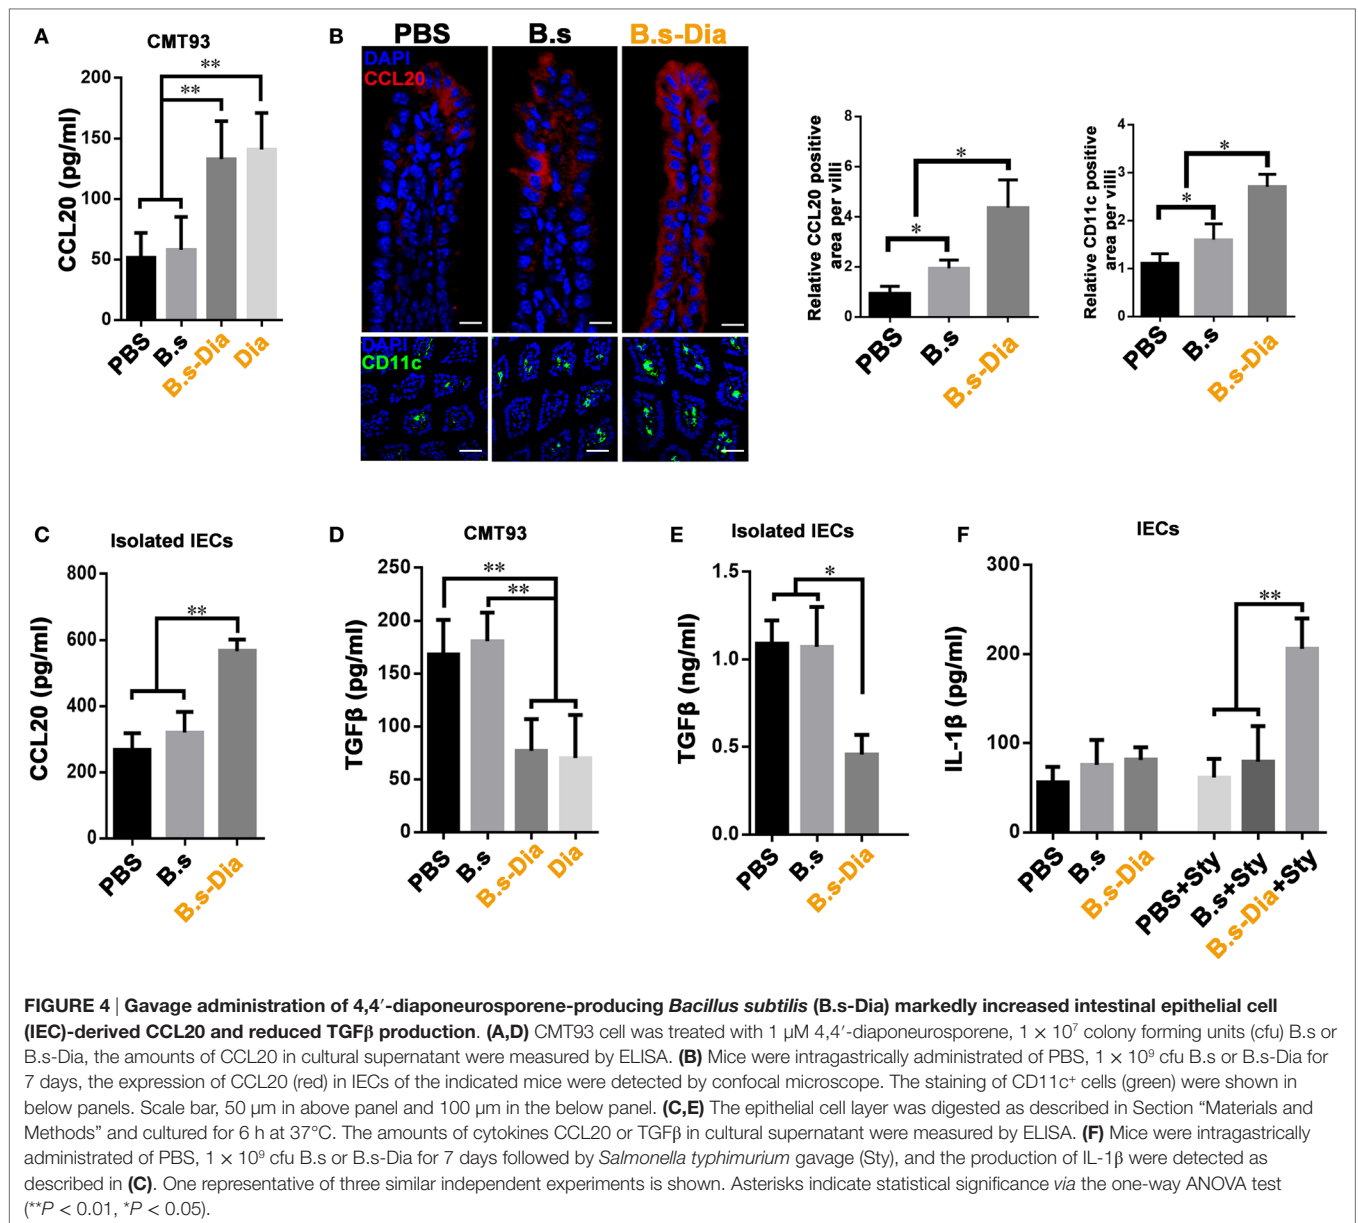 A
CMT93
CCL20 (pg/ml)
200
150
100
50
0
**
**
PBS
B.s
B.s-Dia
Dia
B
PBS
B.s
B.s-Dia
DAPI
CCL20
DAPI
CD11c
Relative CCL20 positive
area per villi
8
6
4
2
0
*
*
PBS
B.s
B.s-Dia
Relative CD11c positive
area per villi
4
3
2
1
0
*
*
PBS
B.s
B.s-Dia
C
Isolated IECs
CCL20 (pg/ml)
800
600
400
200
0
**
PBS
B.s
B.s-Dia
D
CMT93
TGFβ (pg/ml)
250
200
150
100
50
0
**
**
PBS
B.s
B.s-Dia
Dia
E
Isolated IECs
TGFβ (ng/ml)
1.5
1.0
0.5
0.0
*
PBS
B.s
B.s-Dia
F
IECs
IL-1β (pg/ml)
300
200
100
0
**
PBS
B.s
B.s-Dia
PBS+Sty
B.s+Sty
B.s-Dia+Sty
FIGURE 4 | Gavage administration of 4,4′-diaponeurosporene-producing Bacillus subtilis (B.s-Dia) markedly increased intestinal epithelial cell
(IEC)-derived CCL20 and reduced TGFβ production. (A,D) CMT93 cell was treated with 1 μM 4,4′-diaponeurosporene, 1 × 10⁷ colony forming units (cfu) B.s or
B.s-Dia, the amounts of CCL20 in cultural supernatant were measured by ELISA. (B) Mice were intragastrically administrated of PBS, 1 × 10⁹ cfu B.s or B.s-Dia for
7 days, the expression of CCL20 (red) in IECs of the indicated mice were detected by confocal microscope. The staining of CD11c⁺ cells (green) were shown in
below panels. Scale bar, 50 μm in above panel and 100 μm in the below panel. (C,E) The epithelial cell layer was digested as described in Section “Materials and
Methods” and cultured for 6 h at 37°C. The amounts of cytokines CCL20 or TGFβ in cultural supernatant were measured by ELISA. (F) Mice were intragastrically
administrated of PBS, 1 × 10⁹ cfu B.s or B.s-Dia for 7 days followed by Salmonella typhimurium gavage (Sty), and the production of IL-1β were detected as
described in (C). One representative of three similar independent experiments is shown. Asterisks indicate statistical significance via the one-way ANOVA test
(**P < 0.01, *P < 0.05).